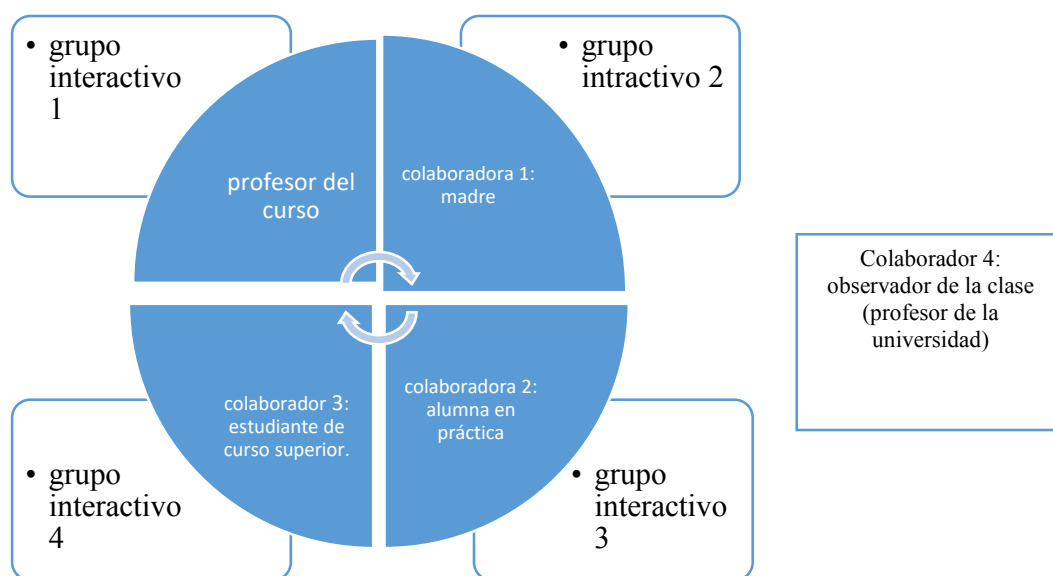 • grupo
interactivo
1
• grupo
intractivo 2
profesor del
curso
colaboradora 1:
madre
Colaborador 4:
observador de la clase
(profesor de la
universidad)
colaborador 3:
estudiante de
curso superior.
colaboradora 2:
alumna en
práctica
• grupo
interactivo
4
• grupo
interactivo
3